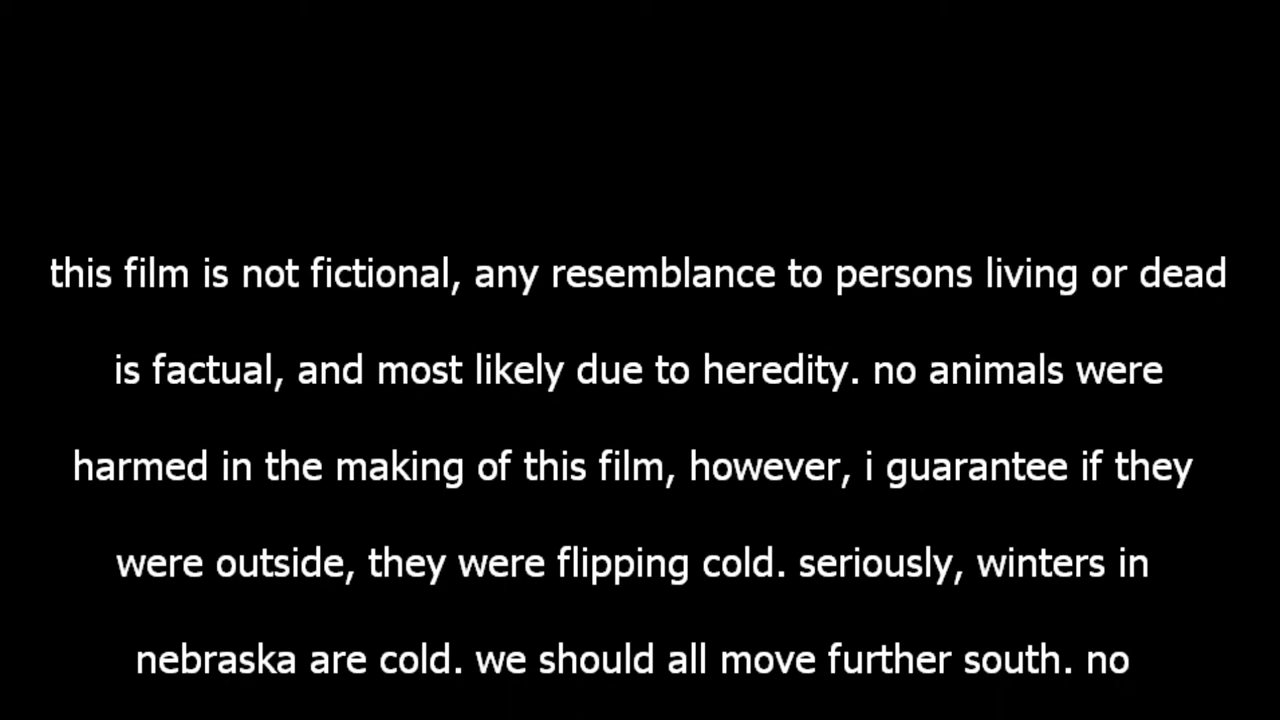 this film is not fictional, any resemblance to persons living or dead
is factual, and most likely due to heredity. no animals were
harmed in the making of this film, however, i guarantee if they
were outside, they were flipping cold. seriously, winters in
nebraska are cold. we should all move further south. no